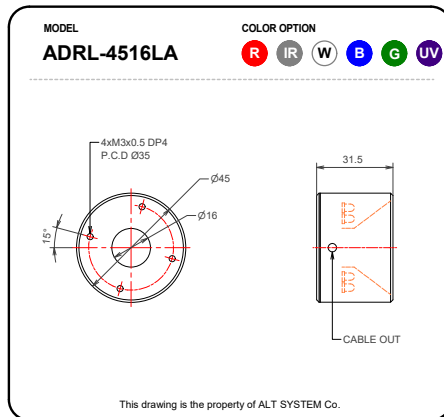 MODEL
COLOR OPTION
ADRL-4516LA
R IR W B G UV
4xM3x0.5 DP4
P.C.D Ø35
Ø45
Ø16
15°
31.5
CABLE OUT
This drawing is the property of ALT SYSTEM Co.